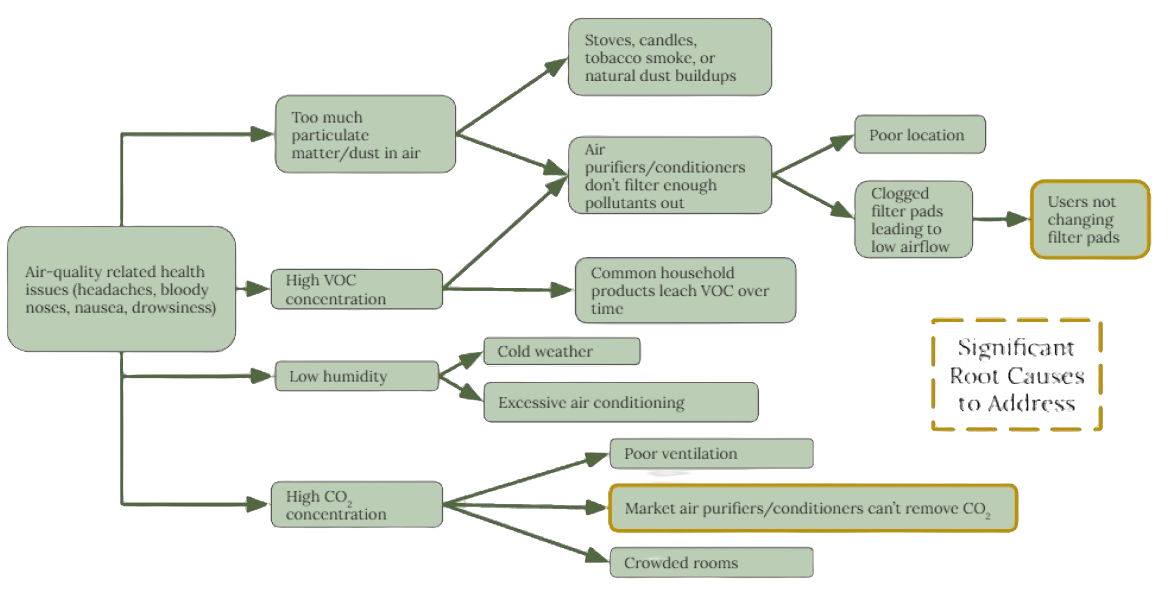 Stoves, candles,
tobacco smoke, or
natural dust buildups
Too much
particulate
matter/dust in air
Air
purifiers/conditioners
don't filter enough
pollutants out
Poor location
Clogged
filter pads
leading to
low airflow
Users not
changing
filter pads
Air-quality related health
issues (headaches, bloody
noses, nausea, drowsiness)
High VOC
concentration
Common household
products leach VOC over
time
Significant
Root Causes
to Address
Low humidity
Cold weather
Excessive air conditioning
High CO₂
concentration
Poor ventilation
Market air purifiers/conditioners can't remove CO₂
Crowded rooms